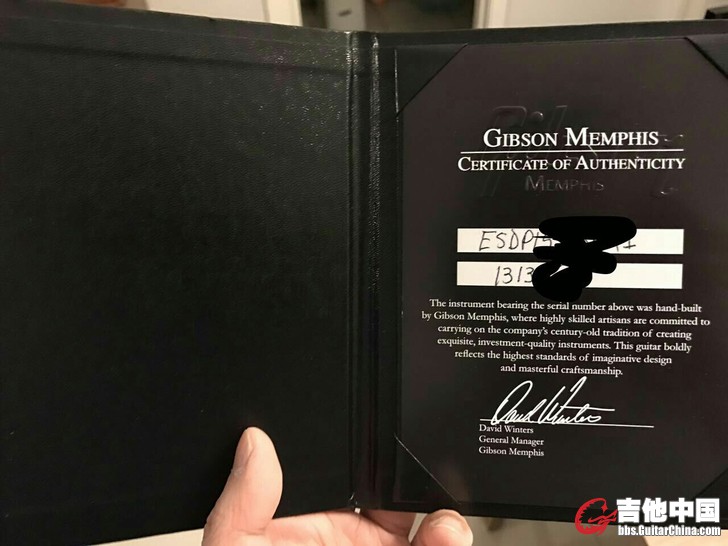 GIBSON MEMPHIS
CERTIFICATE OF AUTHENTICITY
MEMPHIS
ESDP
1313
The instrument bearing the serial number above was hand-built
by Gibson Memphis, where highly skilled artisans are committed to
carrying on the company's century-old tradition of creating
exquisite, investment-quality instruments. This guitar boldly
reflects the highest standards of imaginative design
and masterful craftsmanship.
David Winters
David Winters
General Manager
Gibson Memphis
吉他中国
bbs.GuitarChina.com